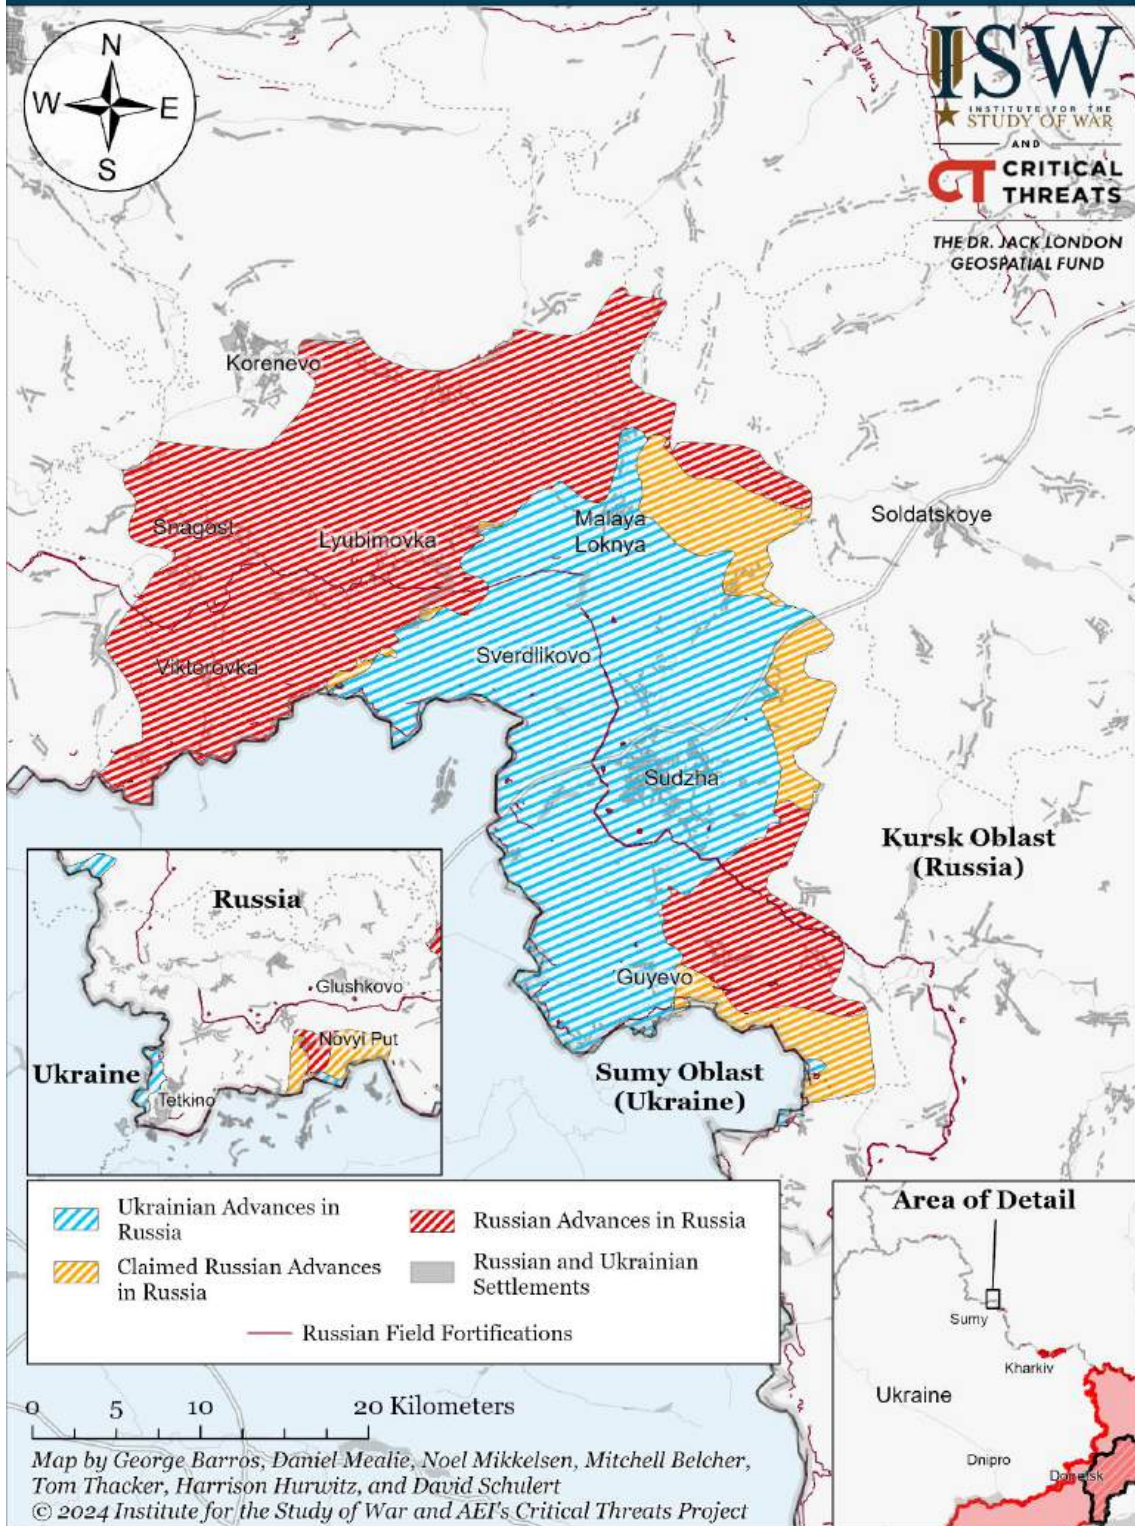 N
W
E
S
ISW
INSTITUTE FOR THE
STUDY OF WAR
AND
CT CRITICAL
THREATS
THE DR. JACK LONDON
GEOSPATIAL FUND
Korenevo
Snagost
Lyubimovka
Malaya
Loknya
Soldatskoye
Viktorovka
Sverdlikovo
Sudzha
Kursk Oblast
(Russia)
Guyevo
Sumy Oblast
(Ukraine)
Russia
Glushkovo
Novyi Put
Ukraine
Tetkino
Ukrainian Advances in
Russia
Russian Advances in Russia
Claimed Russian Advances
in Russia
Russian and Ukrainian
Settlements
Russian Field Fortifications
Area of Detail
Sumy
Kharkiv
Ukraine
Dnipro
Donetsk
0 5 10 20 Kilometers
Map by George Barros, Daniel Mealie, Noel Mikkelsen, Mitchell Belcher,
Tom Thacker, Harrison Hurwitz, and David Schulert
© 2024 Institute for the Study of War and AEI's Critical Threats Project